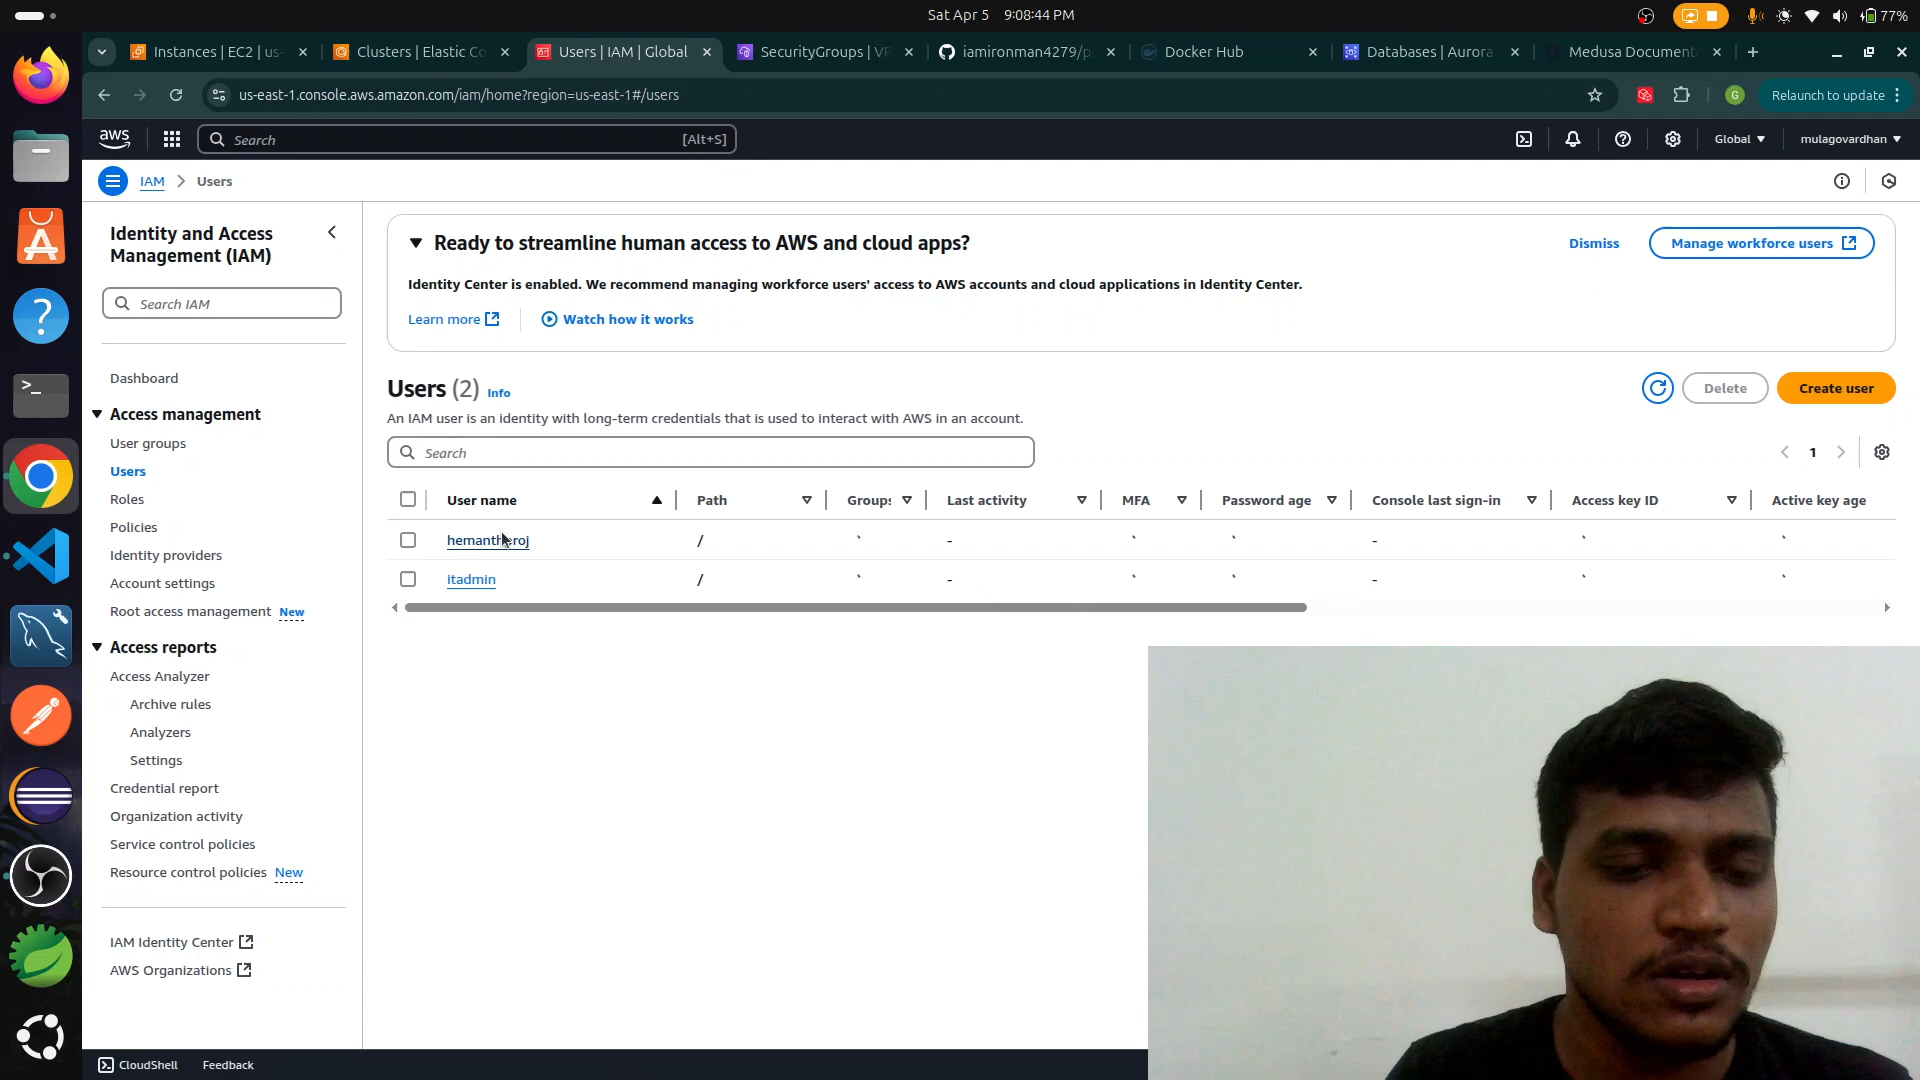 Sat Apr 5 9:08:44 PM
77%
Instances | EC2 | us-
Clusters | Elastic Co
Users | IAM | Global
SecurityGroups | VP
iamironman4279/p
Docker Hub
Databases | Aurora
Medusa Documenta
us-east-1.console.aws.amazon.com/iam/home?region=us-east-1#/users
G
Relaunch to update
aws
Search
[Alt+S]
Global
mulagovardhan
IAM
Users
Identity and Access
Management (IAM)
Search IAM
Dashboard
Access management
User groups
Users
Roles
Policies
Identity providers
Account settings
Root access management New
Access reports
Access Analyzer
Archive rules
Analyzers
Settings
Credential report
Organization activity
Service control policies
Resource control policies New
IAM Identity Center
AWS Organizations
Ready to streamline human access to AWS and cloud apps?
Dismiss
Manage workforce users
Identity Center is enabled. We recommend managing workforce users' access to AWS accounts and cloud applications in Identity Center.
Learn more
Watch how it works
Users (2) Info
Delete
Create user
An IAM user is an identity with long-term credentials that is used to interact with AWS in an account.
Search
1
User name Path Groups Last activity MFA Password age Console last sign-in Access key ID Active key age
/ - -
itadmin / - -
CloudShell
Feedback